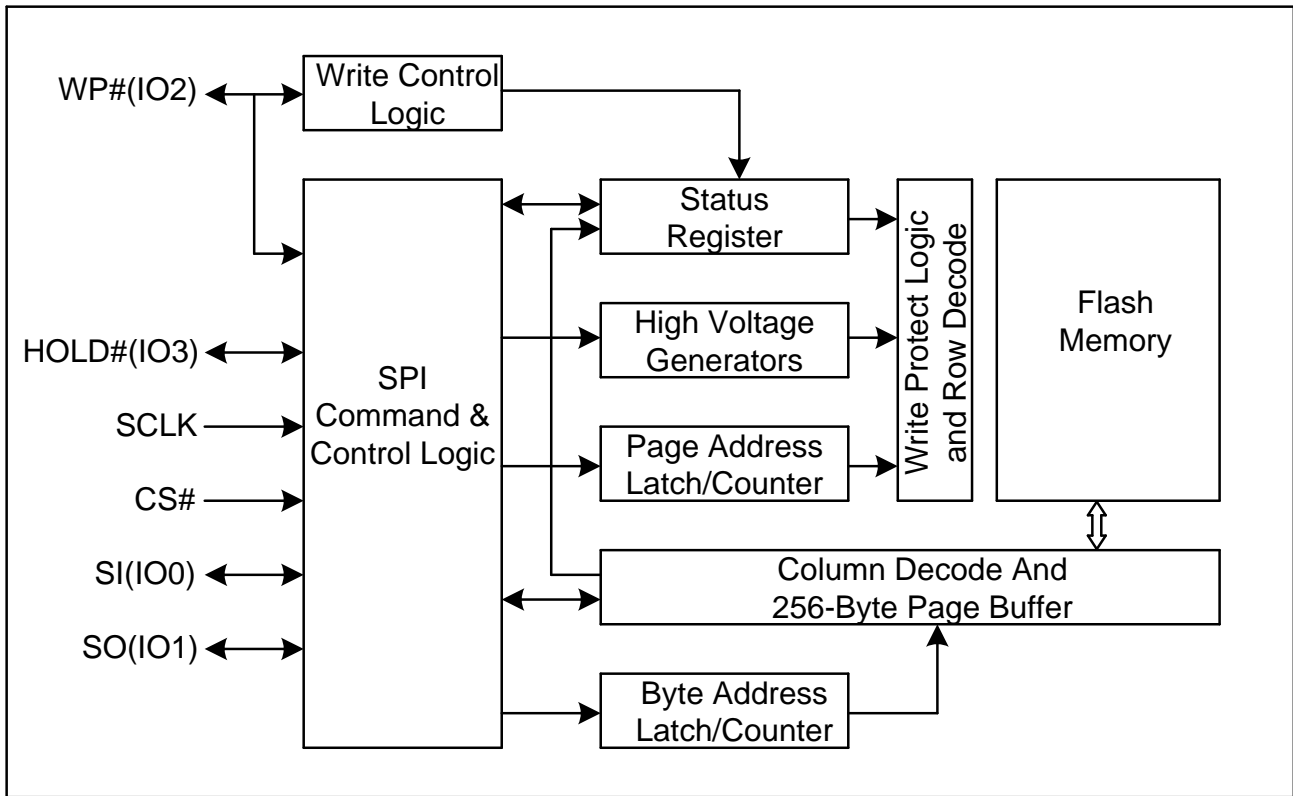 WP#(IO2)
Write Control
Logic
HOLD#(IO3)
SCLK
CS#
SI(IO0)
SO(IO1)
SPI
Command &
Control Logic
Status
Register
High Voltage
Generators
Page Address
Latch/Counter
Write Protect Logic
and Row Decode
Flash
Memory
Column Decode And
256-Byte Page Buffer
Byte Address
Latch/Counter